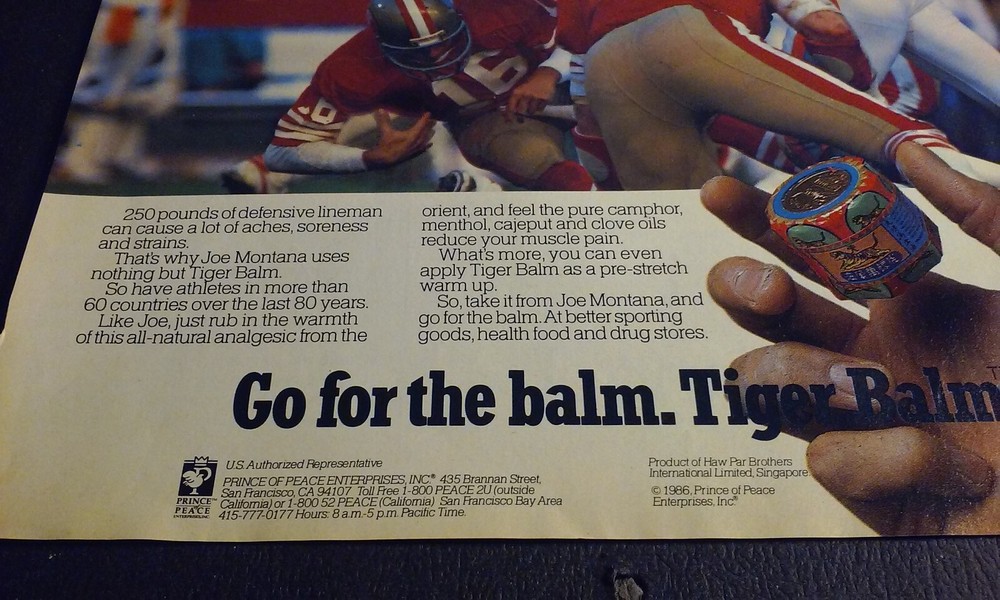 16
250 pounds of defensive lineman
can cause a lot of aches, soreness
and strains.
That's why Joe Montana uses
nothing but Tiger Balm.
So have athletes in more than
60 countries over the last 80 years.
Like Joe, just rub in the warmth
of this all-natural analgesic from the
orient, and feel the pure camphor,
menthol, cajeput and clove oils
reduce your muscle pain.
What's more, you can even
apply Tiger Balm as a pre-stretch
warm up.
So, take it from Joe Montana, and
go for the balm. At better sporting
goods, health food and drug stores.
Go for the balm. Tiger Balm
PRINCE
OF
PEACE
ENTERPRISES, INC.
U.S. Authorized Representative
PRINCE OF PEACE ENTERPRISES, INC.® 435 Brannan Street,
San Francisco, CA 94107 Toll Free 1-800 PEACE 2U (outside
California) or 1-800 52 PEACE (California) San Francisco Bay Area
415-777-0177 Hours: 8 a.m.-5 p.m. Pacific Time.
Product of Haw Par Brothers
International Limited, Singapore.
© 1986, Prince of Peace
Enterprises, Inc.®